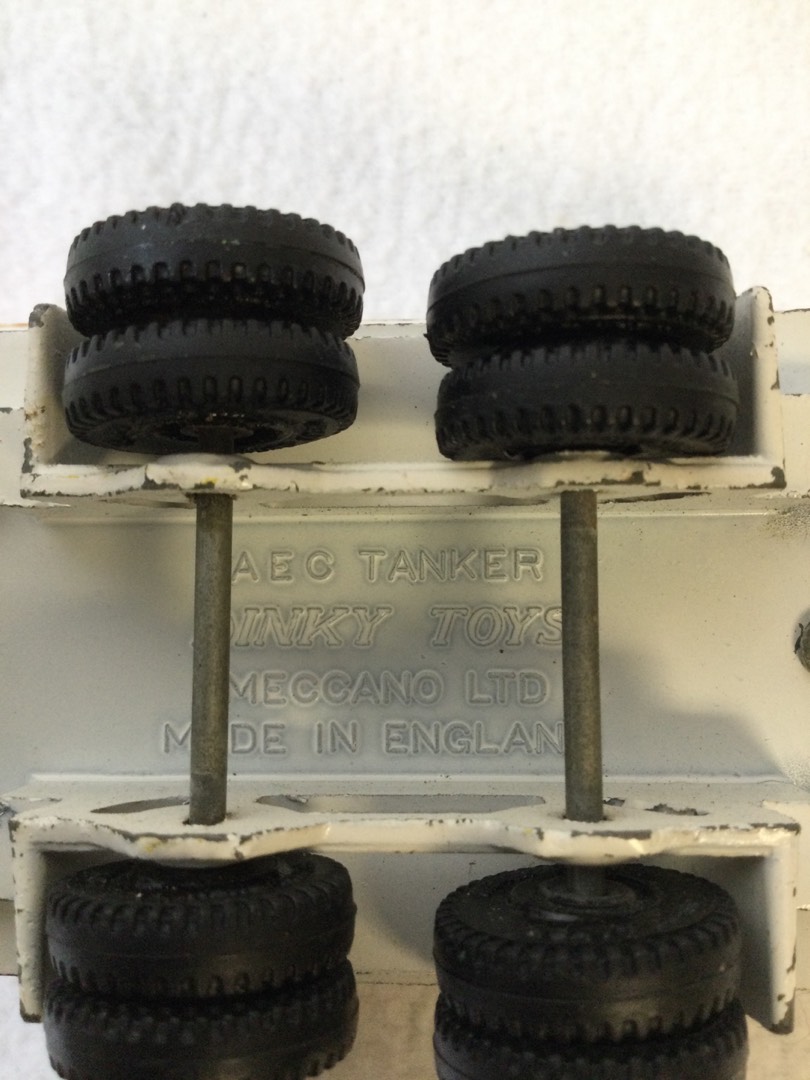 AEC TANKER
DINKY TOYS
MECCANO LTD
MADE IN ENGLAND